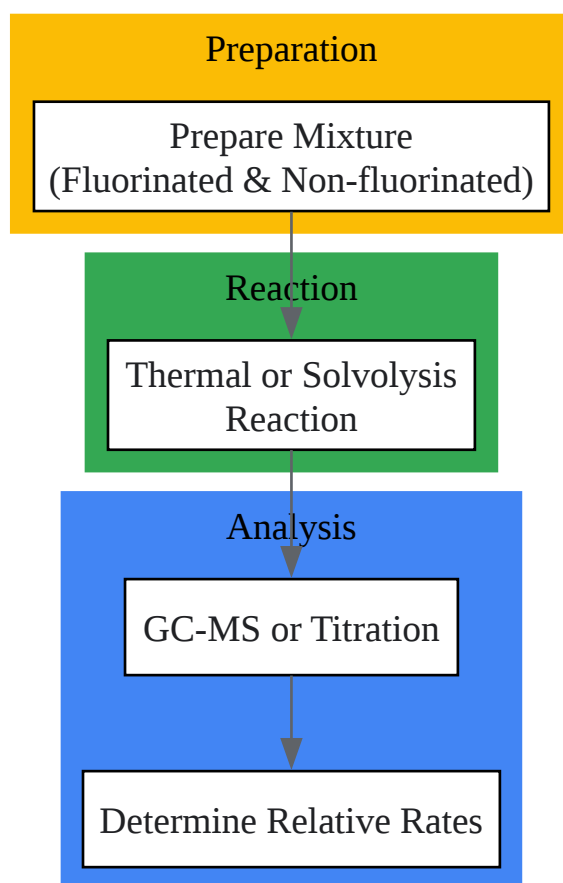 Preparation
Prepare Mixture
(Fluorinated & Non-fluorinated)
Reaction
Thermal or Solvolysis
Reaction
Analysis
GC-MS or Titration
Determine Relative Rates